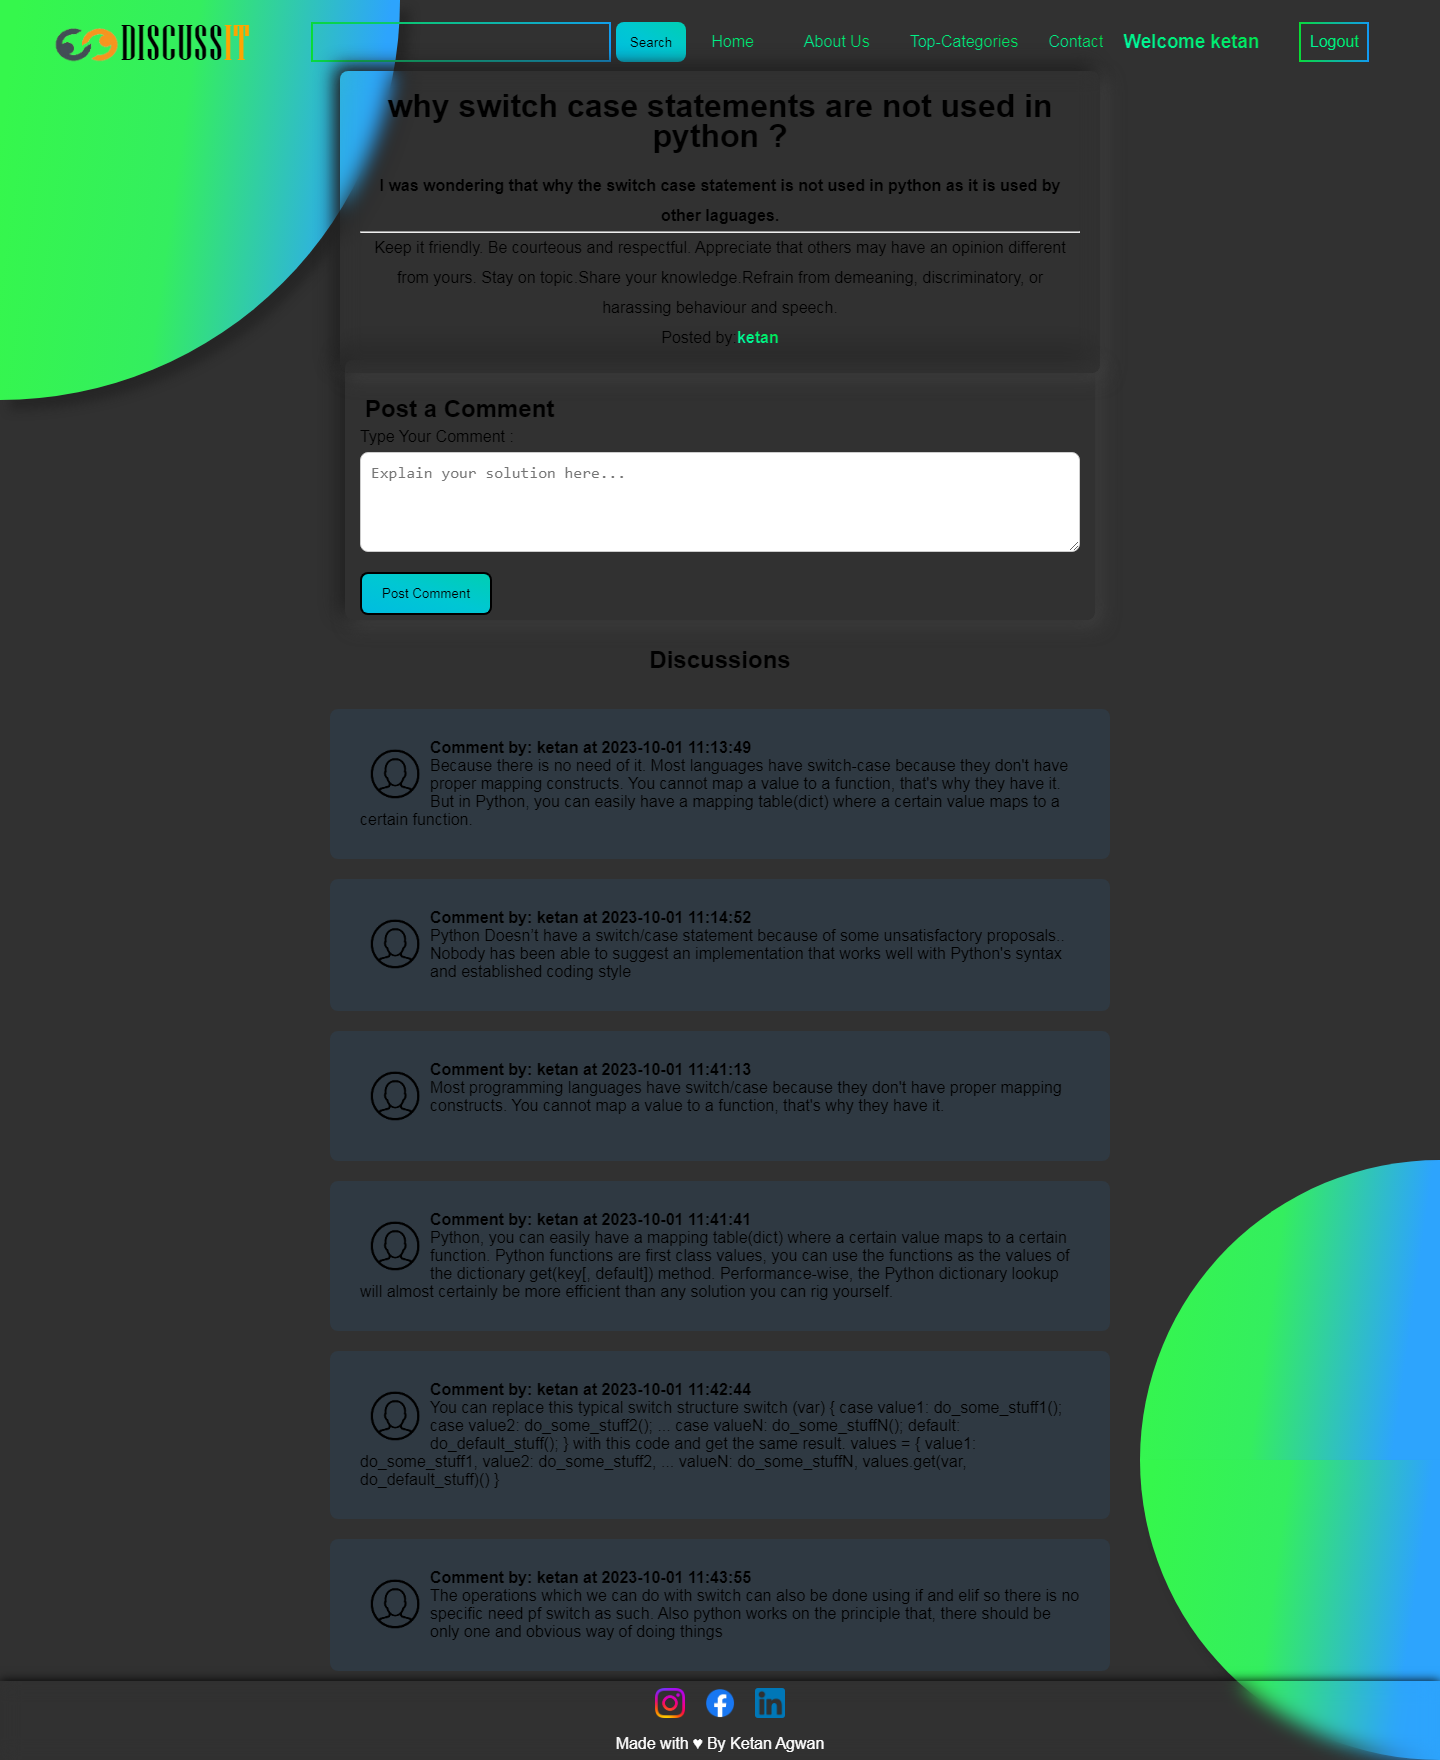 DISCUSSIT
Search
Home
About Us
Top-Categories
Contact
Welcome ketan
Logout
why switch case statements are not used in
python ?
I was wondering that why the switch case statement is not used in python as it is used by
other laguages.
Keep it friendly. Be courteous and respectful. Appreciate that others may have an opinion different
from yours. Stay on topic.Share your knowledge.Refrain from demeaning, discriminatory, or
harassing behaviour and speech.
Posted by ketan
Post a Comment
Type Your Comment :
Explain your solution here...
Post Comment
Discussions
Comment by: ketan at 2023-10-01 11:13:49
Because there is no need of it. Most languages have switch-case because they don't have
proper mapping constructs. You cannot map a value to a function, that's why they have it.
But in Python, you can easily have a mapping table(dict) where a certain value maps to a
certain function.
Comment by: ketan at 2023-10-01 11:14:52
Python Doesn't have a switch/case statement because of some unsatisfactory proposals..
Nobody has been able to suggest an implementation that works well with Python's syntax
and established coding style
Comment by: ketan at 2023-10-01 11:41:13
Most programming languages have switch/case because they don't have proper mapping
constructs. You cannot map a value to a function, that's why they have it.
Comment by: ketan at 2023-10-01 11:41:41
Python, you can easily have a mapping table(dict) where a certain value maps to a certain
function. Python functions are first class values, you can use the functions as the values of
the dictionary get(key[, default]) method. Performance-wise, the Python dictionary lookup
will almost certainly be more efficient than any solution you can rig yourself.
Comment by: ketan at 2023-10-01 11:42:44
You can replace this typical switch structure switch (var) { case value1: do_some_stuff1();
case value2: do_some_stuff2(); ... case valueN: do_some_stuffN(); default:
do_default_stuff(); } with this code and get the same result. values = { value1:
do_some_stuff1, value2: do_some_stuff2, ... valueN: do_some_stuffN, values.get(var,
do_default_stuff)() }
Comment by: ketan at 2023-10-01 11:43:55
The operations which we can do with switch can also be done using if and elif so there is no
specific need pf switch as such. Also python works on the principle that, there should be
only one and obvious way of doing things
Made with ♥ By Ketan Agwan